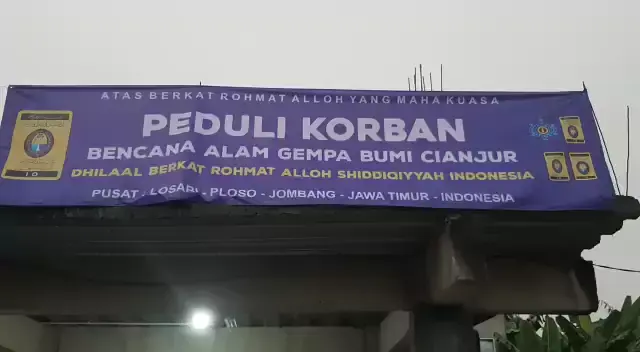 ATAS BERKAT ROHMAT ALLOH YANG MAHA KUASA
PEDULI KORBAN
BENCANA ALAM GEMPA BUMI CIANJUR
DHILAAL BERKAT ROHMAT ALLOH SHIDDIQIYYAH INDONESIA
PUSAT - LOSARI - PLOSO - JOMBANG - JAWA TIMUR - INDONESIA